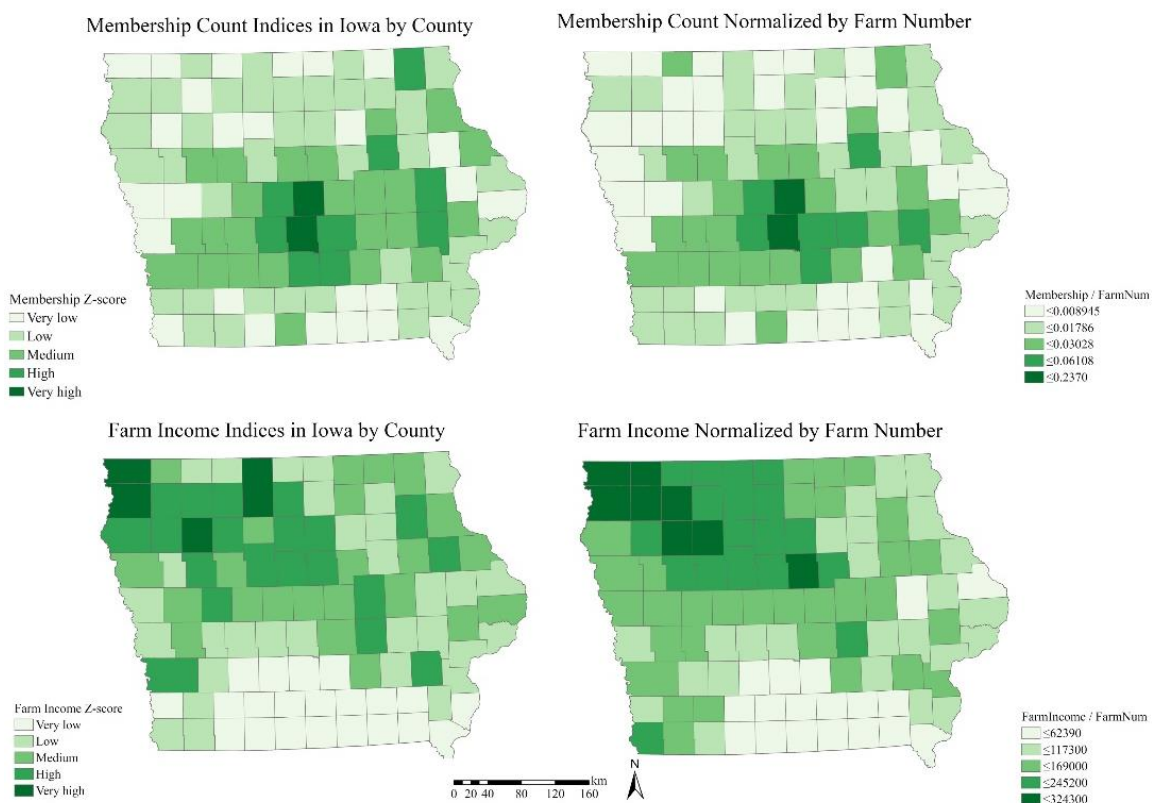 Membership Count Indices in Iowa by County
Membership Count Normalized by Farm Number
Membership Z-score
Very low
Low
Medium
High
Very high
Membership / FarmNum
≤0.008945
≤0.01786
≤0.03028
≤0.06108
≤0.2370
Farm Income Indices in Iowa by County
Farm Income Normalized by Farm Number
Farm Income Z-score
Very low
Low
Medium
High
Very high
km
0 20 40 80 120 160
N
FarmIncome / FarmNum
≤62390
≤117300
≤169000
≤245200
≤324300